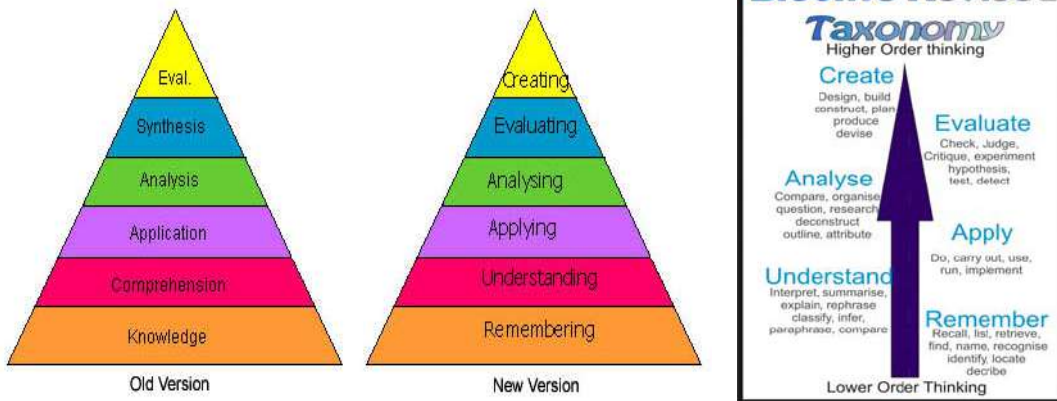 Eval.
Synthesis
Analysis
Application
Comprehension
Knowledge
Old Version
Creating
Evaluating
Analysing
Applying
Understanding
Remembering
New Version
Taxonomy
Higher Order thinking
Create
Design, build
construct, plan
produce
devise
Evaluate
Check, Judge,
Critique, experiment
hypothesis,
test, detect
Analyse
Compare, organise
question, research
deconstruct
outline, attribute
Apply
Do, carry out, use,
run, implement
Understand
Interpret, summarise,
explain, rephrase
classify, infer,
paraphrase, compare
Remember
Recall, list, retrieve,
find, name, recognise
identify, locate
decribe
Lower Order Thinking